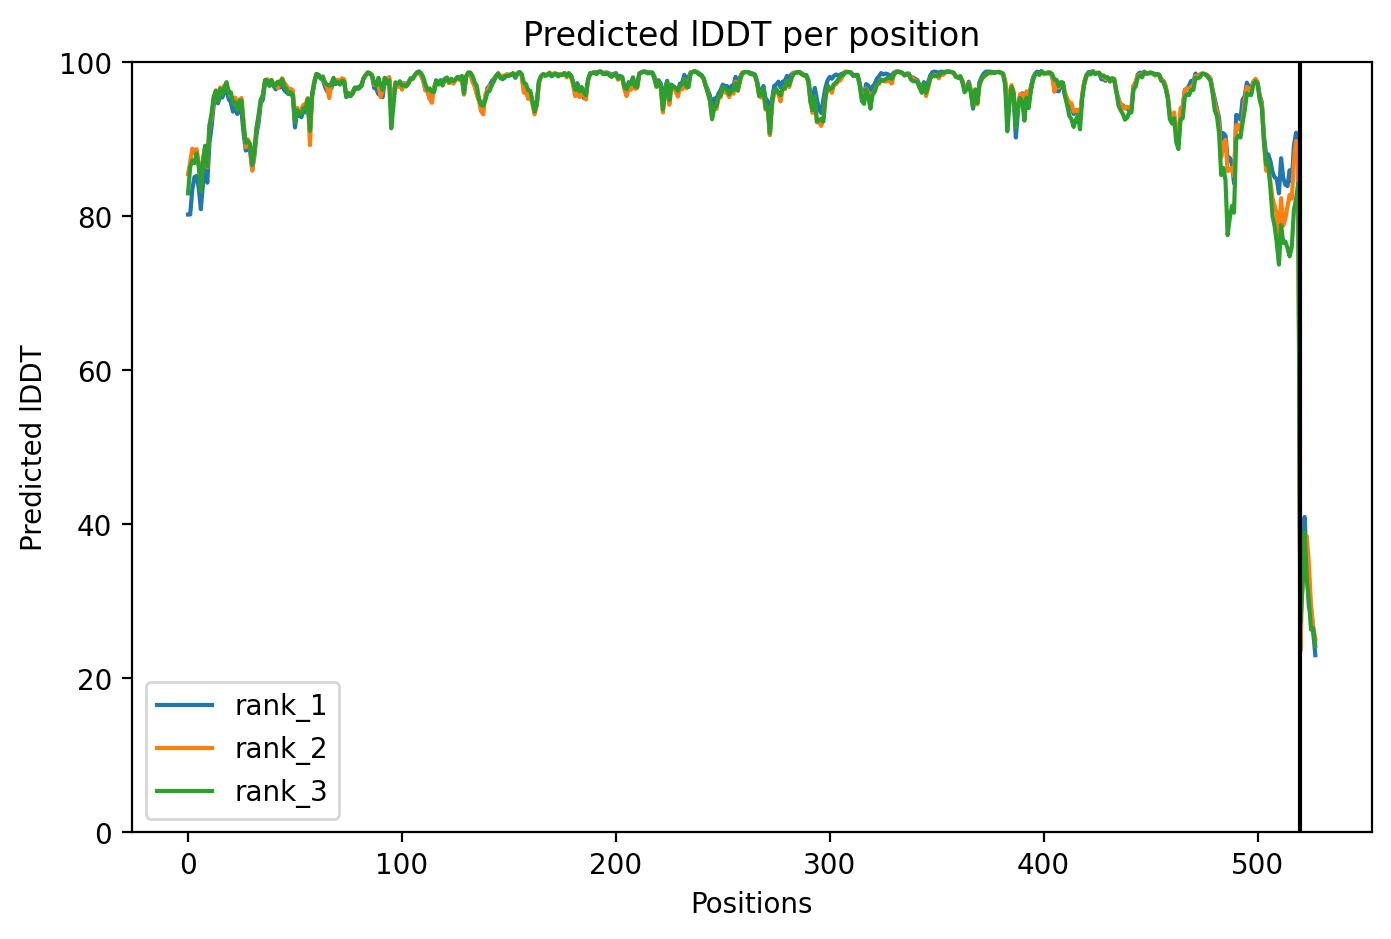 Predicted lDDT per position
100
80
60
40
20
0
Predicted lDDT
rank_1
rank_2
rank_3
0 100 200 300 400 500
Positions